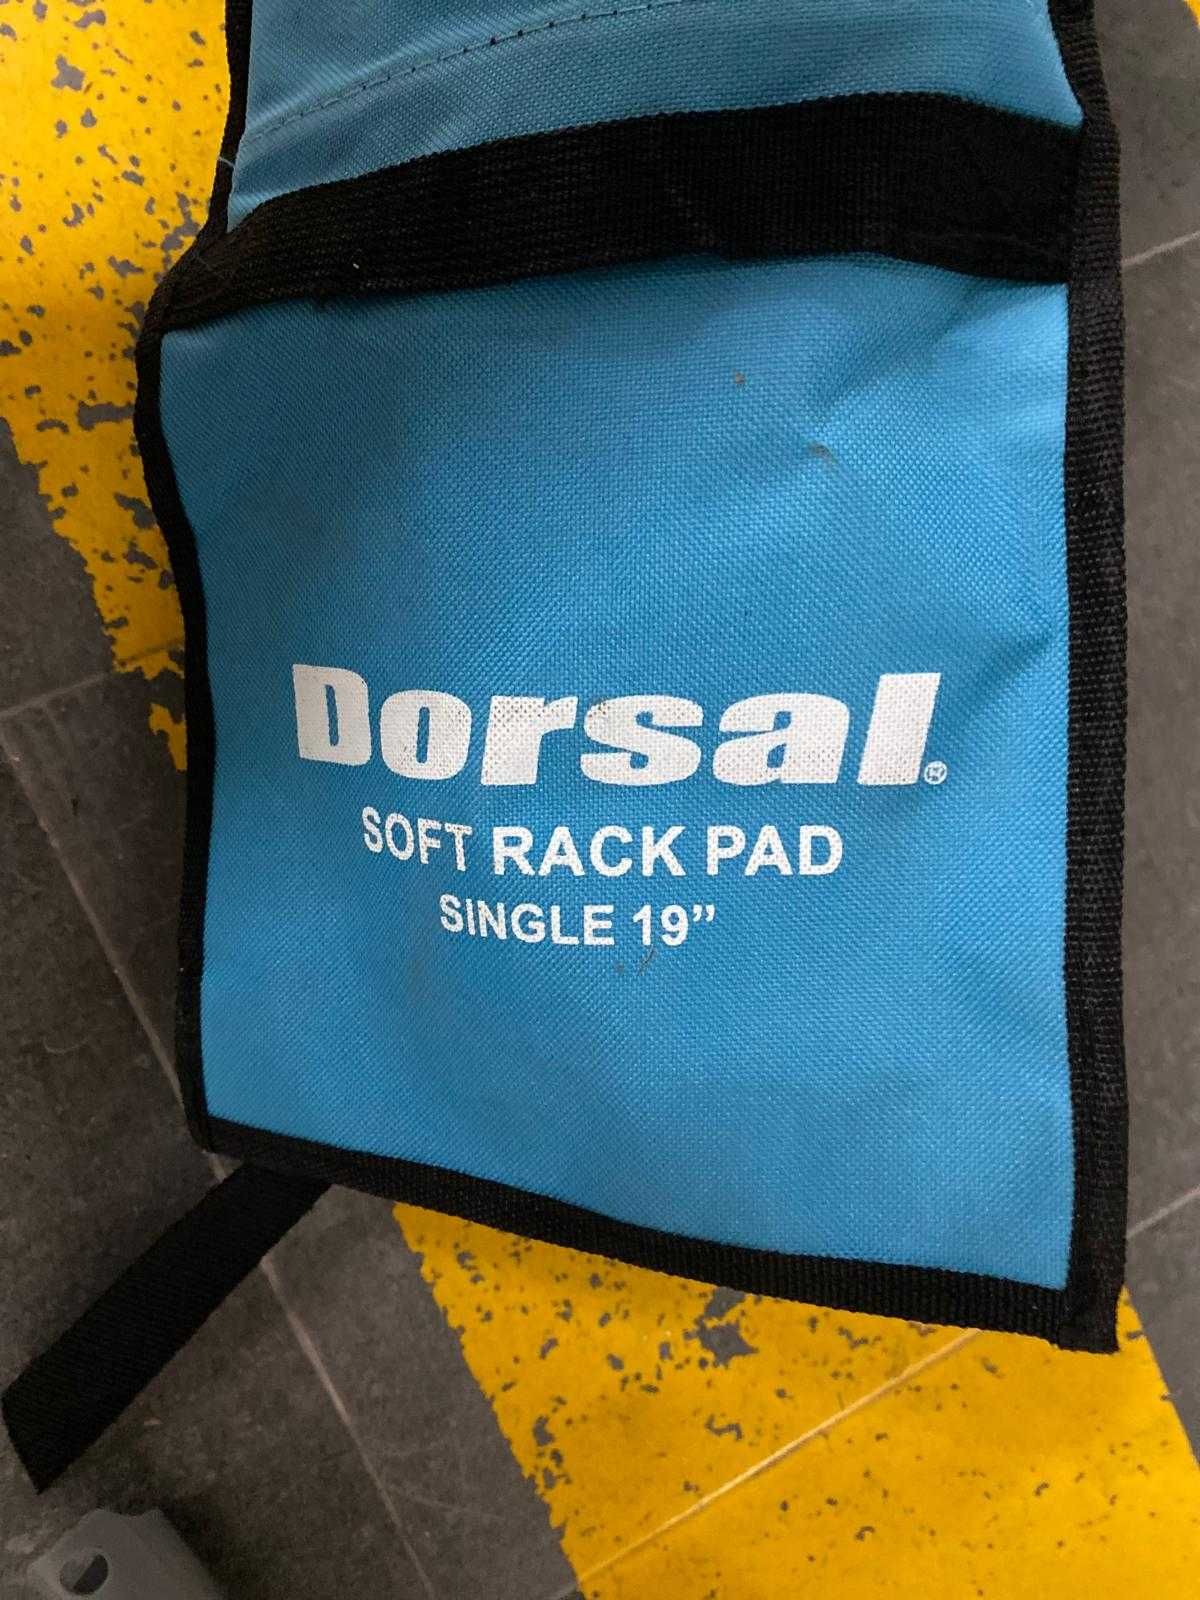 Dorsal®
SOFT RACK PAD
SINGLE 19”